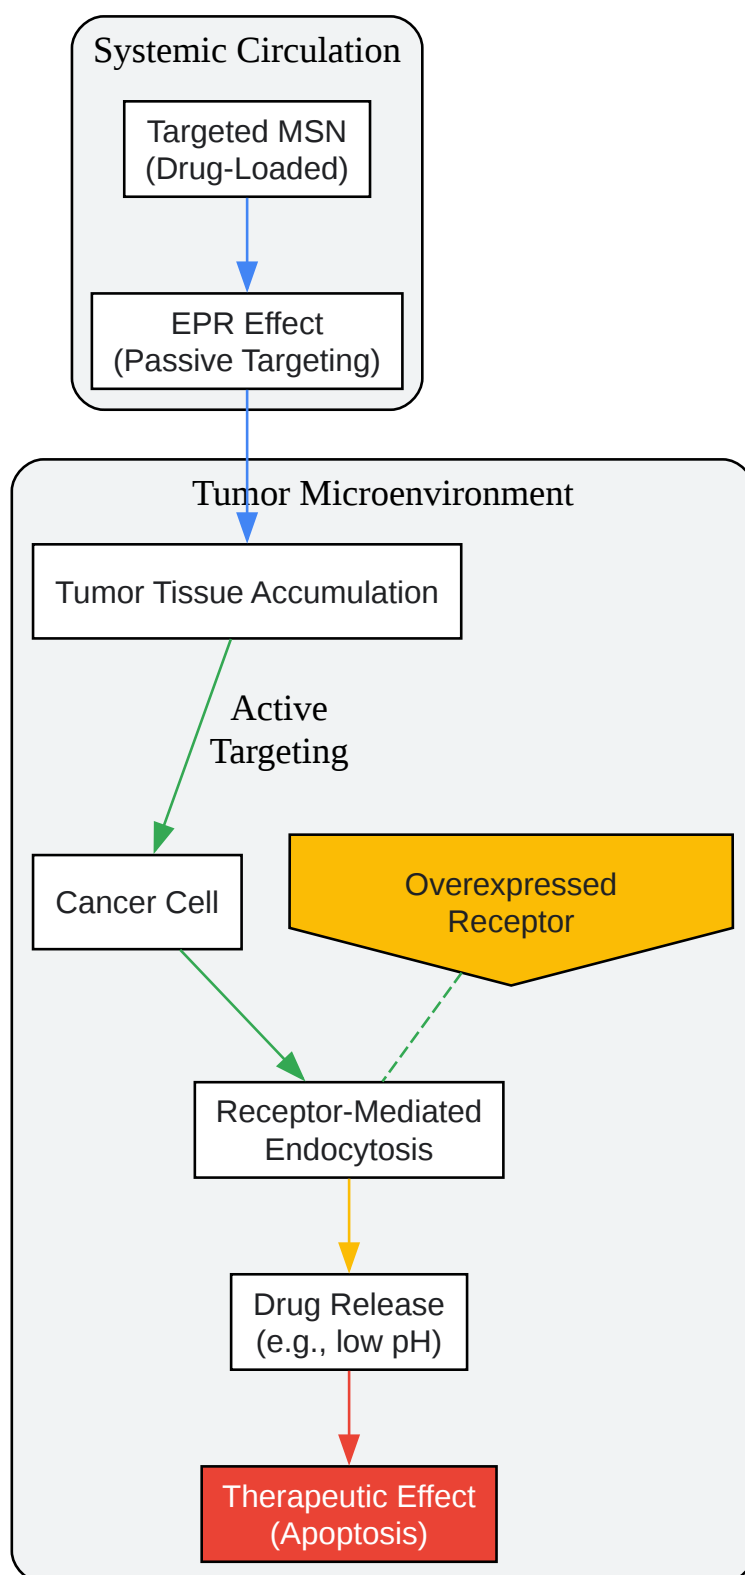 Systemic Circulation
Targeted MSN
(Drug-Loaded)
EPR Effect
(Passive Targeting)
Tumor Microenvironment
Tumor Tissue Accumulation
Active
Targeting
Cancer Cell
Overexpressed
Receptor
Receptor-Mediated
Endocytosis
Drug Release
(e.g., low pH)
Therapeutic Effect
(Apoptosis)